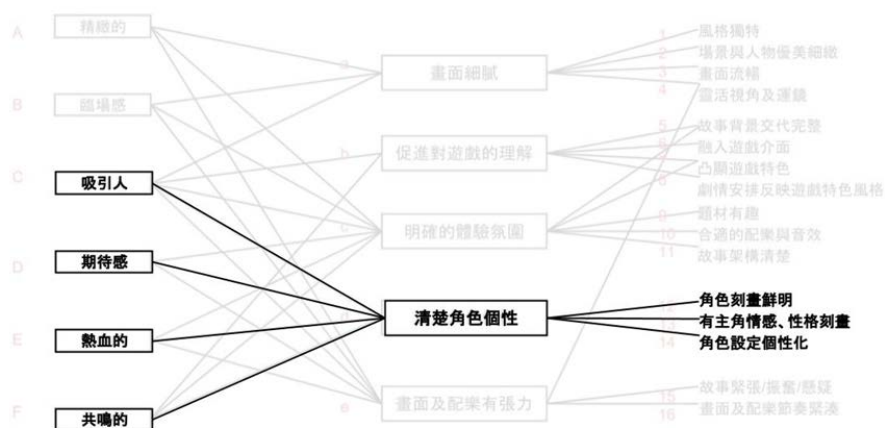 A
精緻的
B
臨場感
C
吸引人
D
期待感
E
熱血的
F
共鳴的
a
畫面細膩
b
促進對遊戲的理解
c
明確的體驗氛圍
清楚角色個性
e
畫面及配樂有張力
1 風格獨特
2 場景與人物優美細緻
3 畫面流暢
4 靈活視角及運鏡
5 故事背景交代完整
融入遊戲介面
凸顯遊戲特色
8 劇情安排反映遊戲特色風格
9 題材有趣
10 合適的配樂與音效
11 故事架構清楚
12 角色刻畫鮮明
13 有主角情感、性格刻畫
14 角色設定個性化
15 故事緊張/振奮/懸疑
16 畫面及配樂節奏緊湊